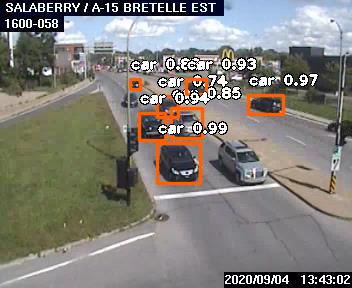 SALABERRY / A-15 BRETELLE EST
1600-058
car 0.93
car 0.74
car 0.97
car 0.94
0.85
car 0.99
2020/09/04 13:43:02